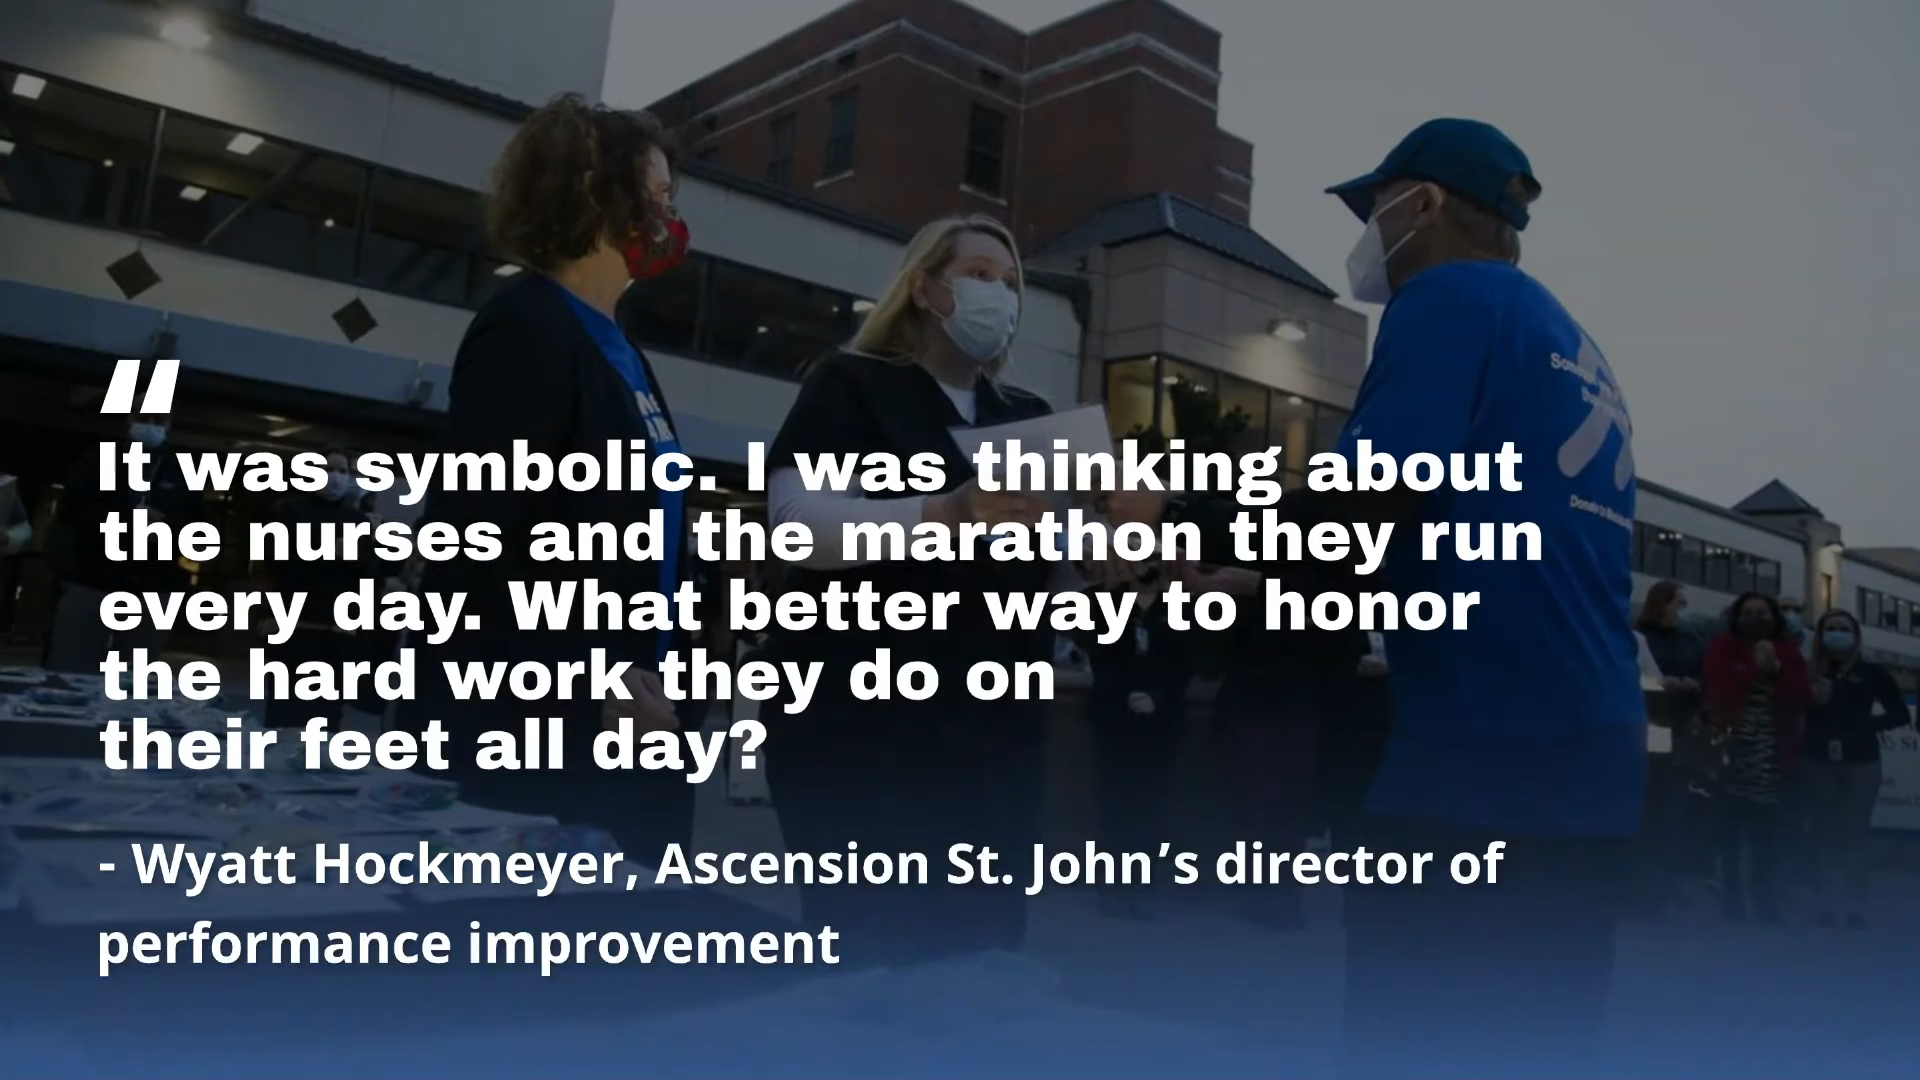 “
It was symbolic. I was thinking about
the nurses and the marathon they run
every day. What better way to honor
the hard work they do on
their feet all day?
- Wyatt Hockmeyer, Ascension St. John’s director of
performance improvement